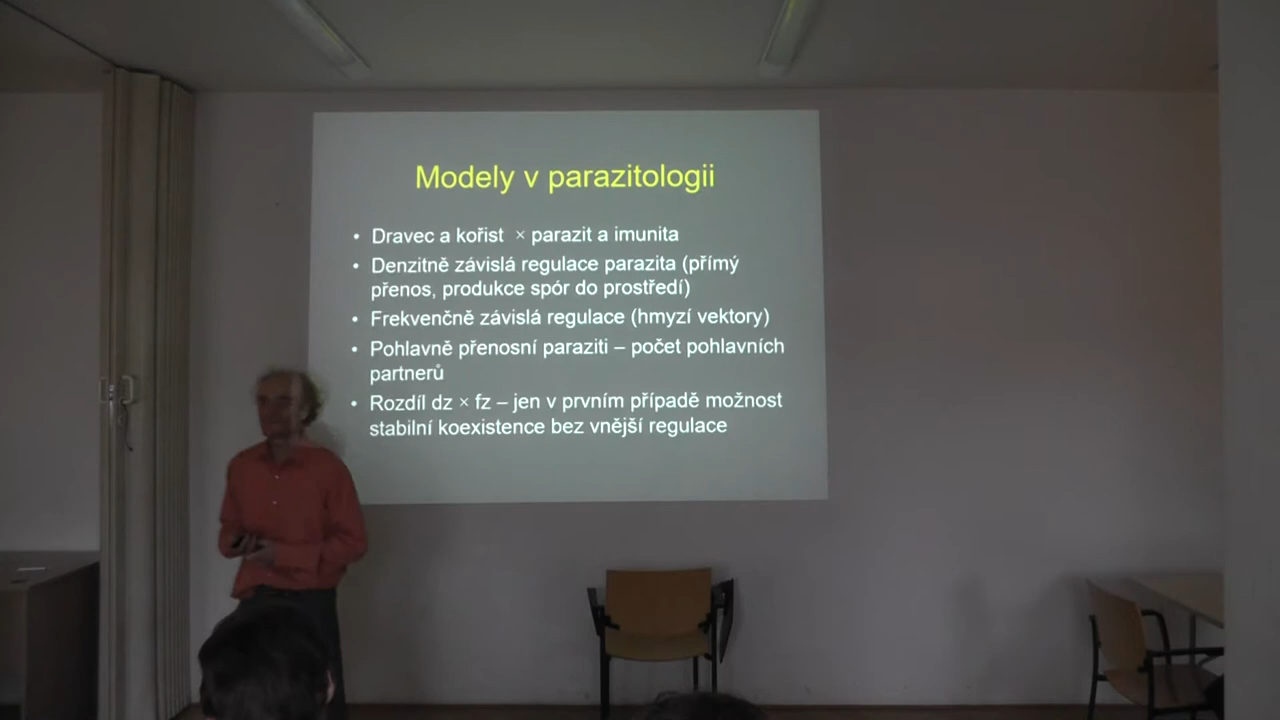 Modely v parazitologii
• Dravec a kořist × parazit a imunita
• Denzitně závislá regulace parazita (přímý
přenos, produkce spór do prostředí)
• Frekvenčně závislá regulace (hmyzí vektory)
• Pohlavně přenosní paraziti – počet pohlavních
partnerů
• Rozdíl dz × fz – jen v prvním případě možnost
stabilní koexistence bez vnější regulace